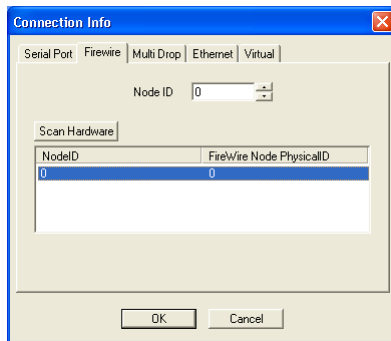 Connection Info
Serial Port Firewire Multi Drop Ethernet Virtual
Node ID 0
Scan Hardware
NodeID FireWire Node PhysicalID
0 0
OK Cancel